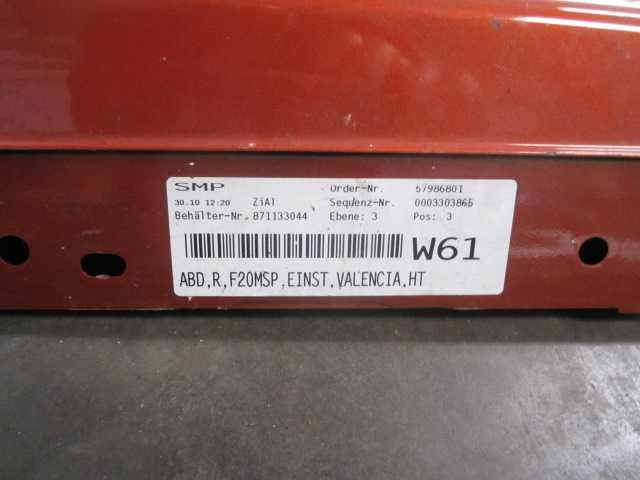 SMP Order-Nr. 67986801
30.10 12:20 ZiAl Sequenz-Nr. 0003303865
Behälter-Nr. 871133044 Ebene: 3 Pos: 3
W61
ABD,R,F20MSP,EINST,VALENCIA,HT